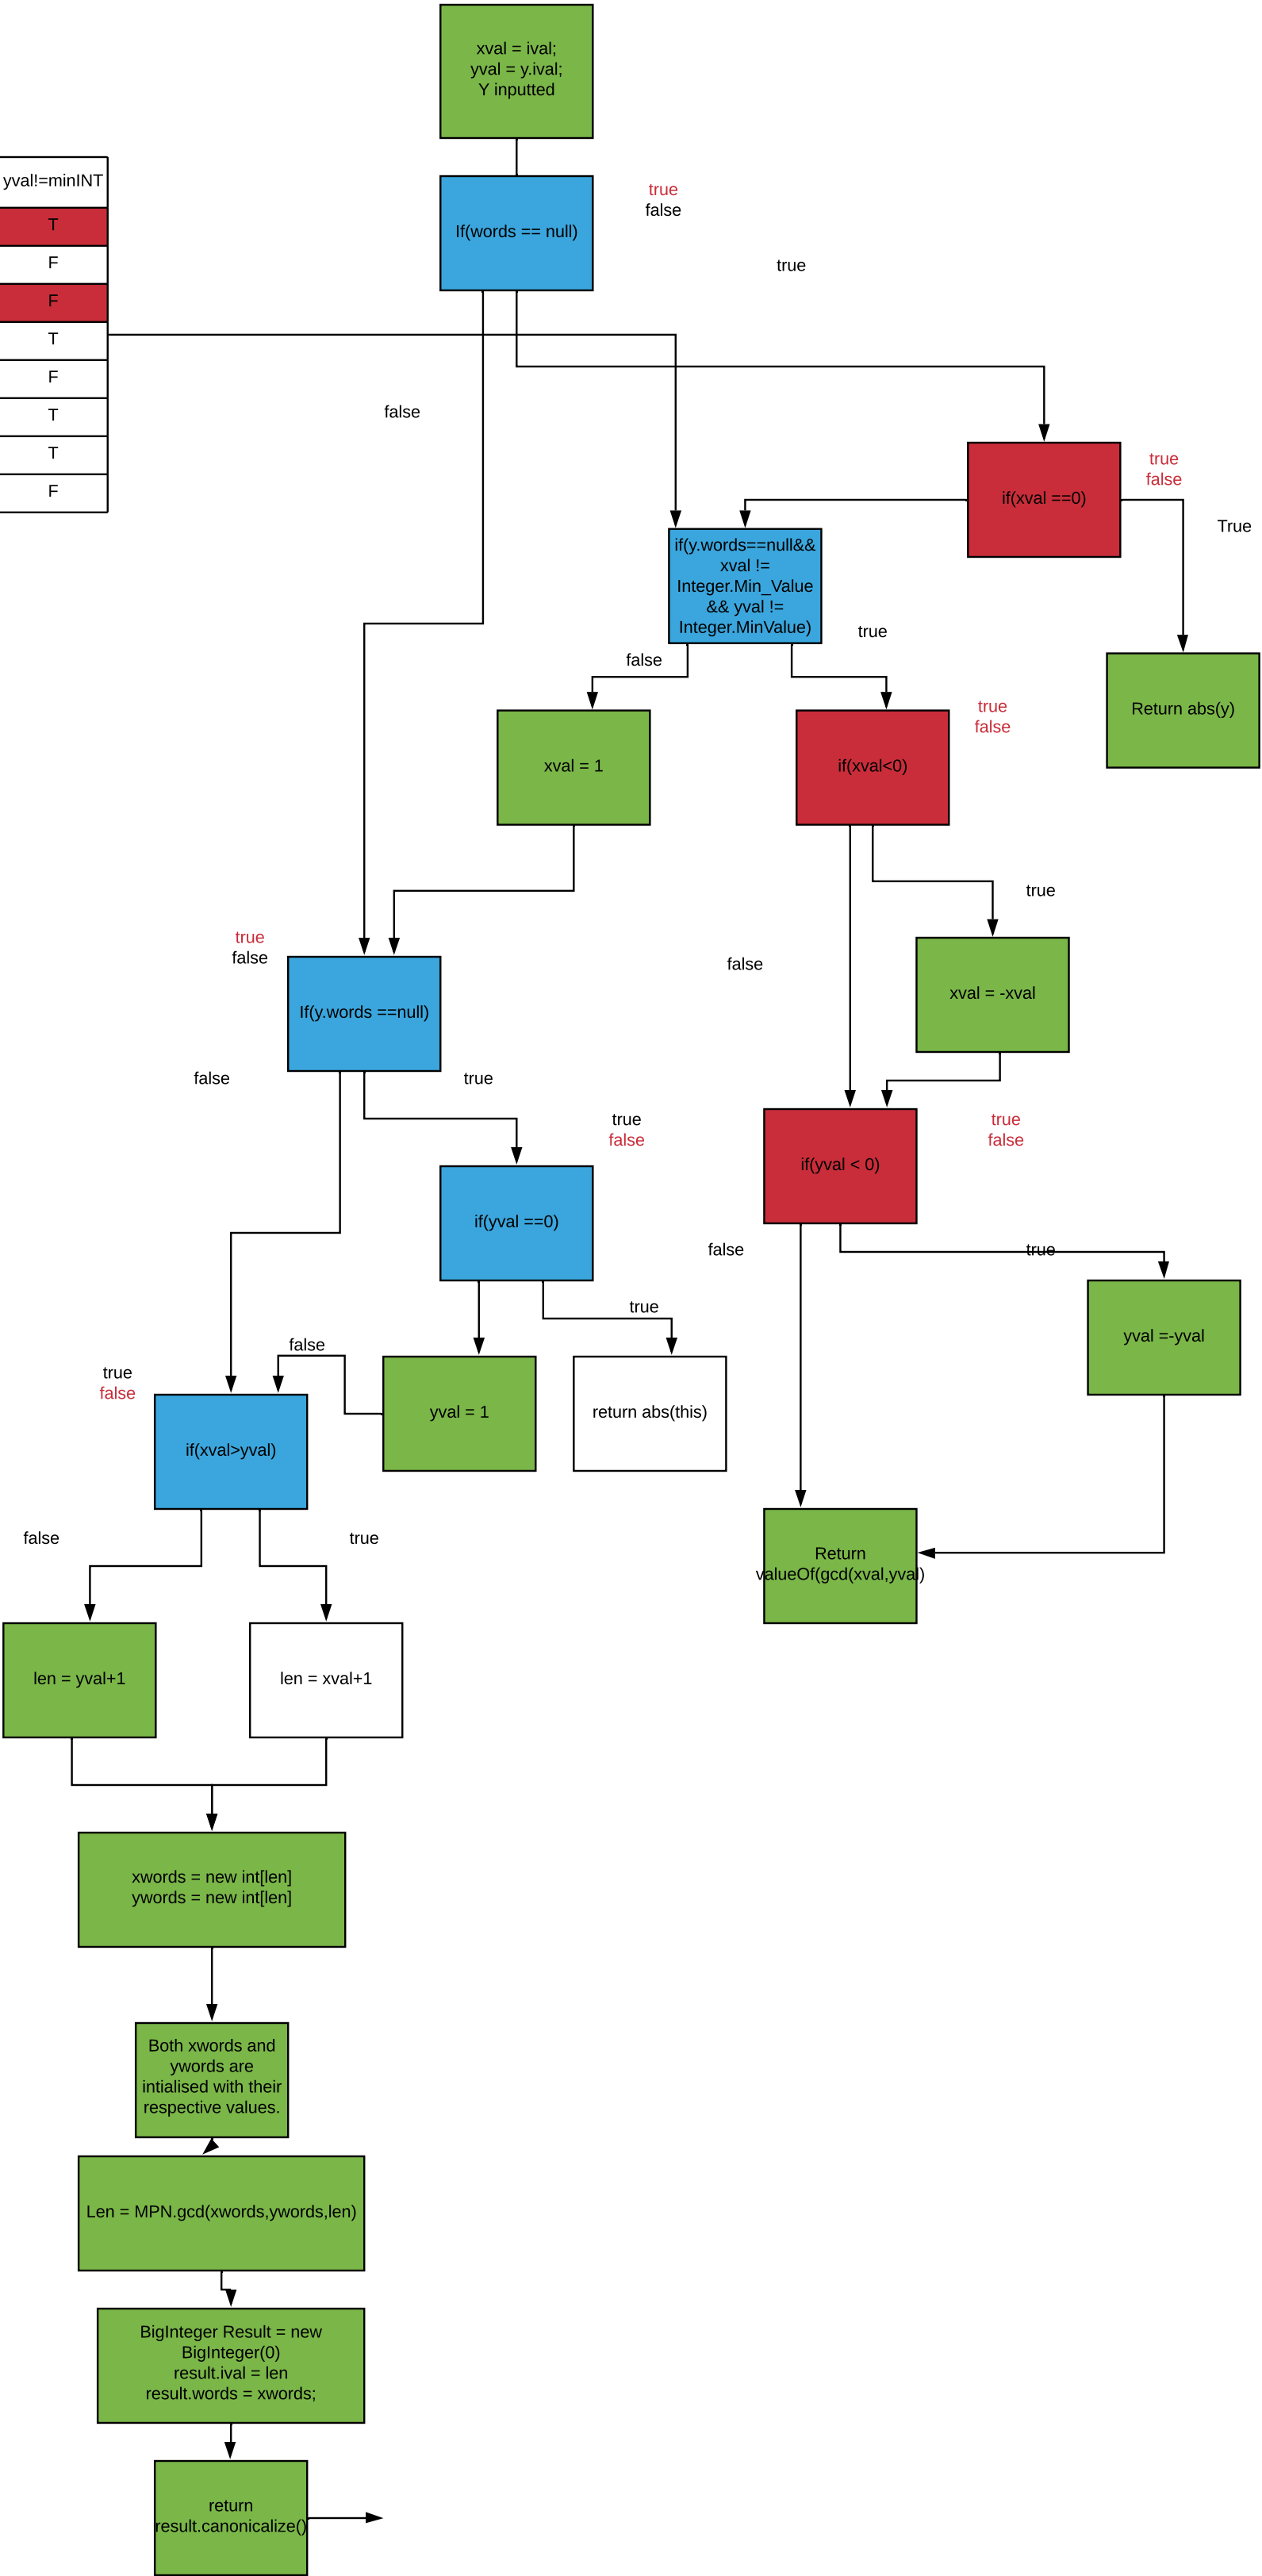 xval = ival;
yval = y.ival;
Y inputted
yval!=minINT
T
F
F
T
F
T
T
F
If(words == null)
true
false
true
false
if(xval ==0)
true
false
True
if(y.words==null&&
xval !=
Integer.Min_Value
&& yval !=
Integer.MinValue)
true
false
Return abs(y)
xval = 1
if(xval<0)
true
false
true
false
xval = -xval
true
false
If(y.words ==null)
false
true
true
false
if(yval < 0)
true
false
if(yval ==0)
false
true
true
false
yval =-yval
true
false
if(xval>yval)
yval = 1
return abs(this)
false
true
Return
valueOf(gcd(xval,yval)
len = yval+1
len = xval+1
xwords = new int[len]
ywords = new int[len]
Both xwords and
ywords are
intialised with their
respective values.
Len = MPN.gcd(xwords,ywords,len)
BigInteger Result = new
BigInteger(0)
result.ival = len
result.words = xwords;
return
result.canonicalize()